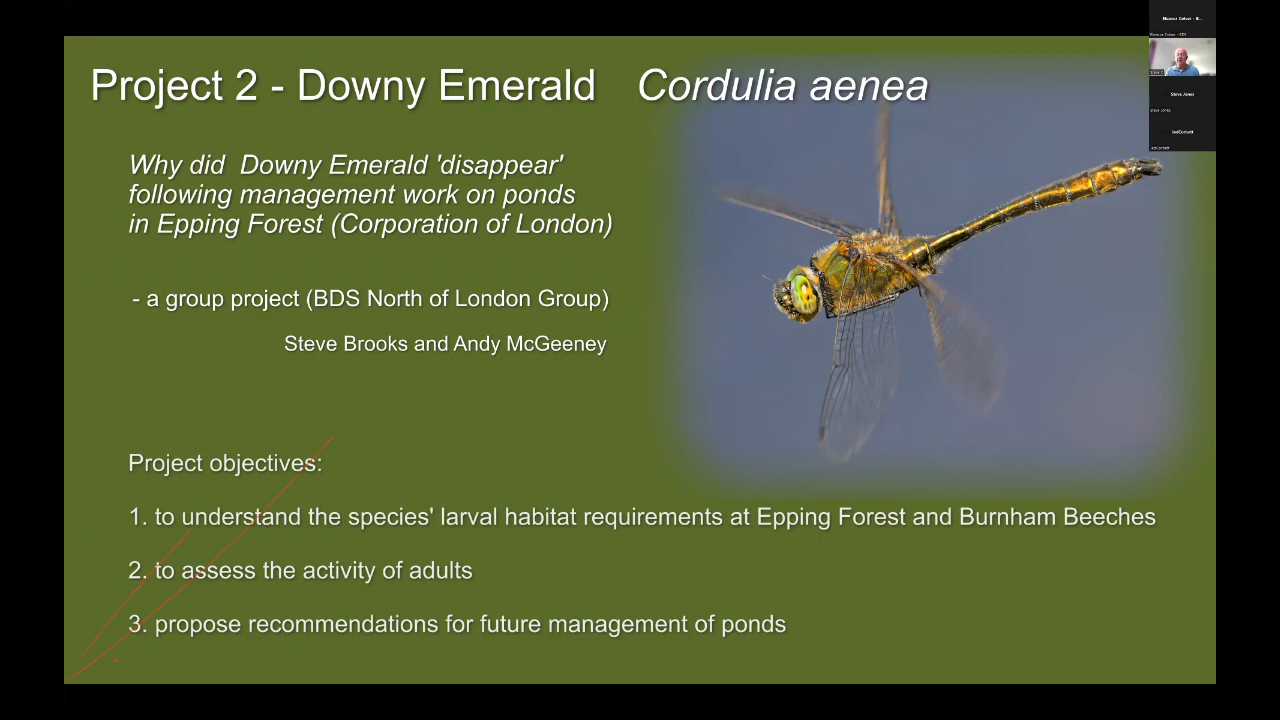 Project 2 - Downy Emerald Cordulia aenea
Why did Downy Emerald 'disappear'
following management work on ponds
in Epping Forest (Corporation of London)
- a group project (BDS North of London Group)
Steve Brooks and Andy McGeeney
Project objectives:
1. to understand the species' larval habitat requirements at Epping Forest and Burnham Beeches
2. to assess the activity of adults
3. propose recommendations for future management of ponds
Steve Jones
Steve Jones